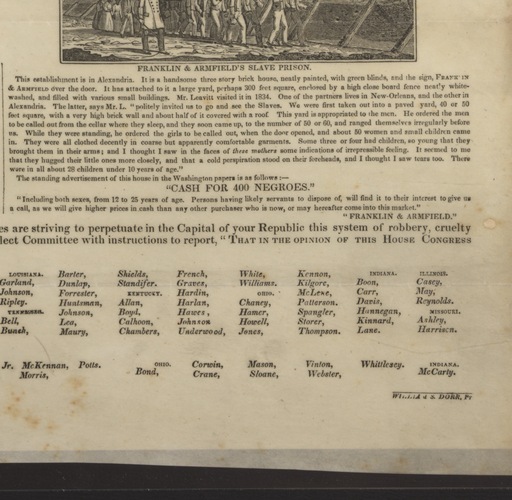 FRANKLIN & ARMFIELD'S SLAVE PRISON.
This establishment is in Alexandria. It is a handsome three story brick house, neatly painted, with green blinds, and the sign, FRANK'IN
& ARMFIELD over the door. It has attached to it a large yard, perhaps 300 feet square, enclosed by a high close board fence neatly white-
washed, and filled with various small buildings. Mr. Leavitt visited it in 1834. One of the partners lives in New-Orleans, and the other in
Alexandria. The latter, says Mr. L. "politely invited us to go and see the Slaves. We were first taken out into a paved yard, 40 or 50
feet square, with a very high brick wall and about half of it covered with a roof This yard is appropriated to the men. He ordered the men
to be called out from the cellar where they sleep, and they soon came up, to the number of 50 or 60, and ranged themselves irregularly before
us. While they were standing, he ordered the girls to be called out, when the door opened, and about 50 women and small children came
in. They were all clothed decently in coarse but apparently comfortable garments. Some three or four had children, so young that they
brought them in their arms; and I thought I saw in the faces of three mothers some indications of irrepressible feeling. It seemed to me
that they hugged their little ones more closely, and that a cold perspiration stood on their foreheads, and I thought I saw tears too. There
were in all about 28 children under 10 years of age."
The standing advertisement of this house in the Washington papers is as follows:—
"CASH FOR 400 NEGROES."
"Including both sexes, from 12 to 25 years of age. Persons having likely servants to dispose of, will find it to their interest to give us
a call, as we will give higher prices in cash than any other purchaser who is now, or may hereafter come into this market."
"FRANKLIN & ARMFIELD."
es are striving to perpetuate in the Capital of your Republic this system of robbery, cruelty
lect Committee with instructions to report, "THAT IN THE OPINION OF THIS HOUSE CONGRESS
LOUISIANA. Barter, Shields, French, White, Kennon, INDIANA. ILLINOIS.
Garland, Dunlap, Standifer. Graves, Williams. Kilgore, Boon, Casey,
Johnson, Forrester, KENTUCKY. Hardin, OHIO. McLene, Carr, May,
Ripley. Huntsman, Allan, Harlan, Chaney, Patterson. Davis, Reynolds.
TENNESSEE. Johnson, Boyd, Hawes, Hamer, Spangler, Hannegan, MISSOURI.
Bell, Lea, Calhoon, Johnson Howell, Storer, Kinnard, Ashley,
Bunch, Maury, Chambers, Underwood, Jones, Thompson. Lane. Harrison.
Jr. McKennan, Potts. OHIO. Corwin, Mason, Vinton, Whittlesey. INDIANA.
Morris, Bond, Crane, Sloane, Webster, McCarty.
S. DORR, Pr